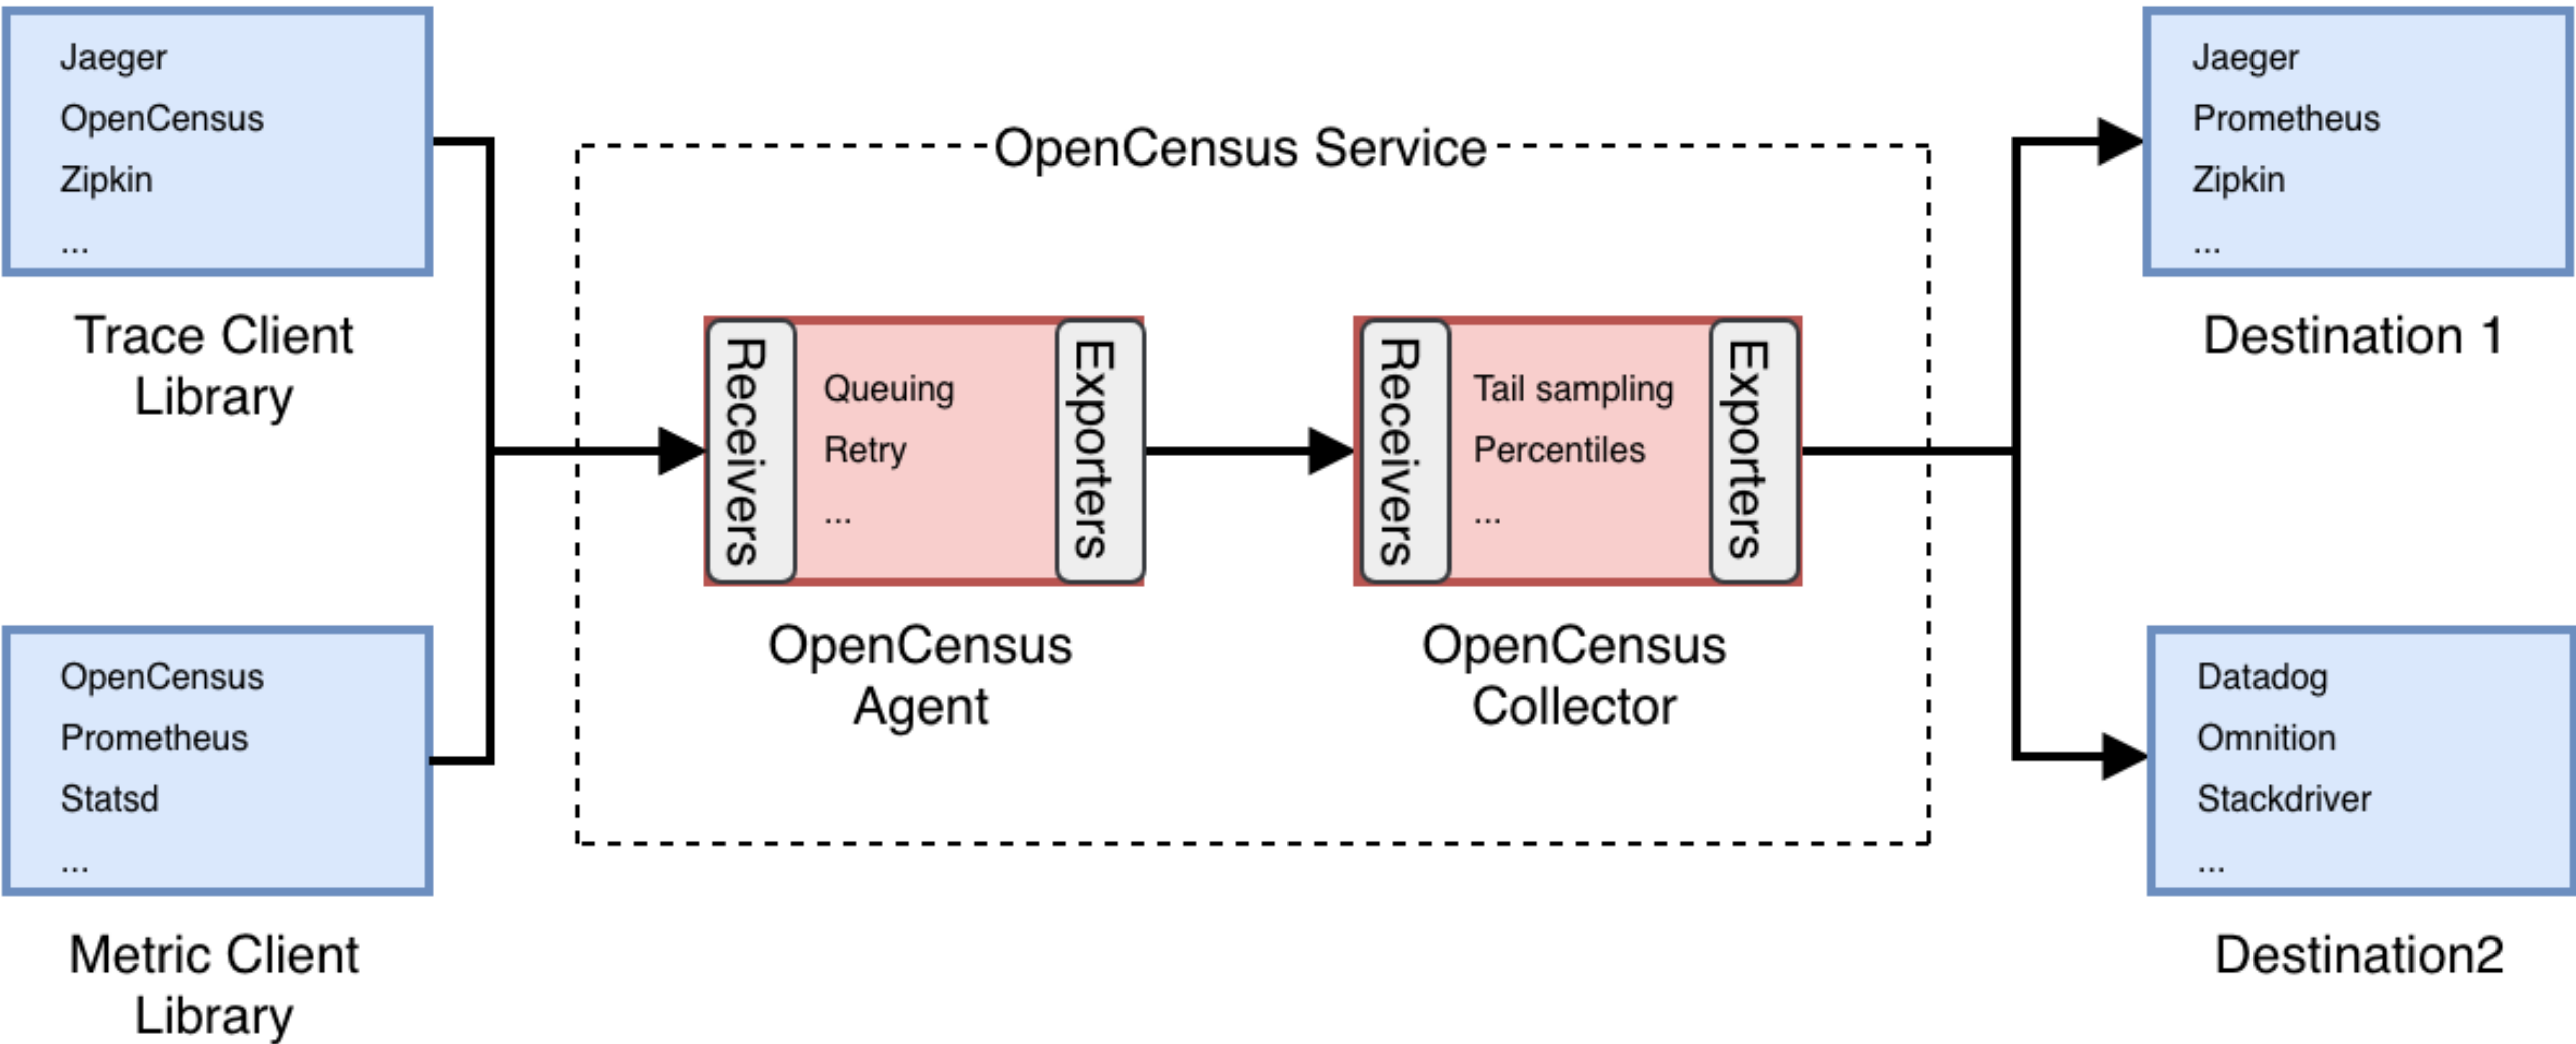 Jaeger
OpenCensus
Zipkin
...
Trace Client
Library
OpenCensus
Prometheus
Statsd
...
Metric Client
Library
OpenCensus Service
Receivers
Queuing
Retry
...
Exporters
OpenCensus
Agent
Receivers
Tail sampling
Percentiles
...
Exporters
OpenCensus
Collector
Jaeger
Prometheus
Zipkin
...
Destination 1
Datadog
Omnition
Stackdriver
...
Destination2